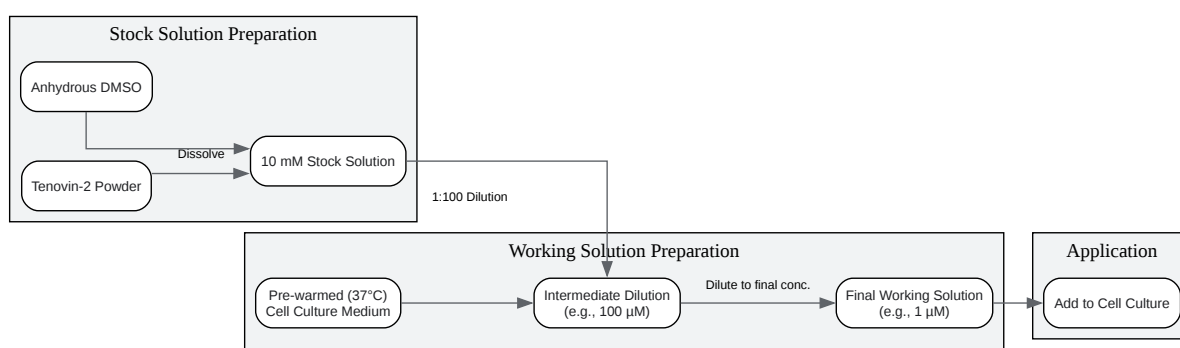 Stock Solution Preparation
Anhydrous DMSO
Dissolve
10 mM Stock Solution
Tenovin-2 Powder
1:100 Dilution
Working Solution Preparation
Application
Pre-warmed (37°C)
Cell Culture Medium
Intermediate Dilution
(e.g., 100 µM)
Dilute to final conc.
Final Working Solution
(e.g., 1 µM)
Add to Cell Culture